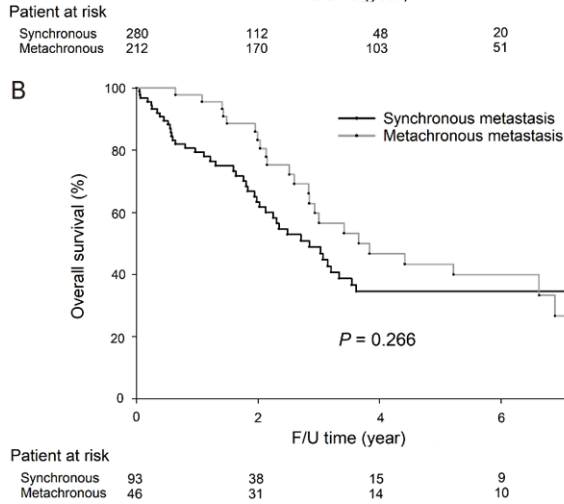 Patient at risk
Synchronous 280 112 48 20
Metachronous 212 170 103 51
B
100
80
60
40
20
0
Overall survival (%)
Synchronous metastasis
Metachronous metastasis
P = 0.266
0 2 4 6
F/U time (year)
Patient at risk
Synchronous 93 38 15 9
Metachronous 46 31 14 10